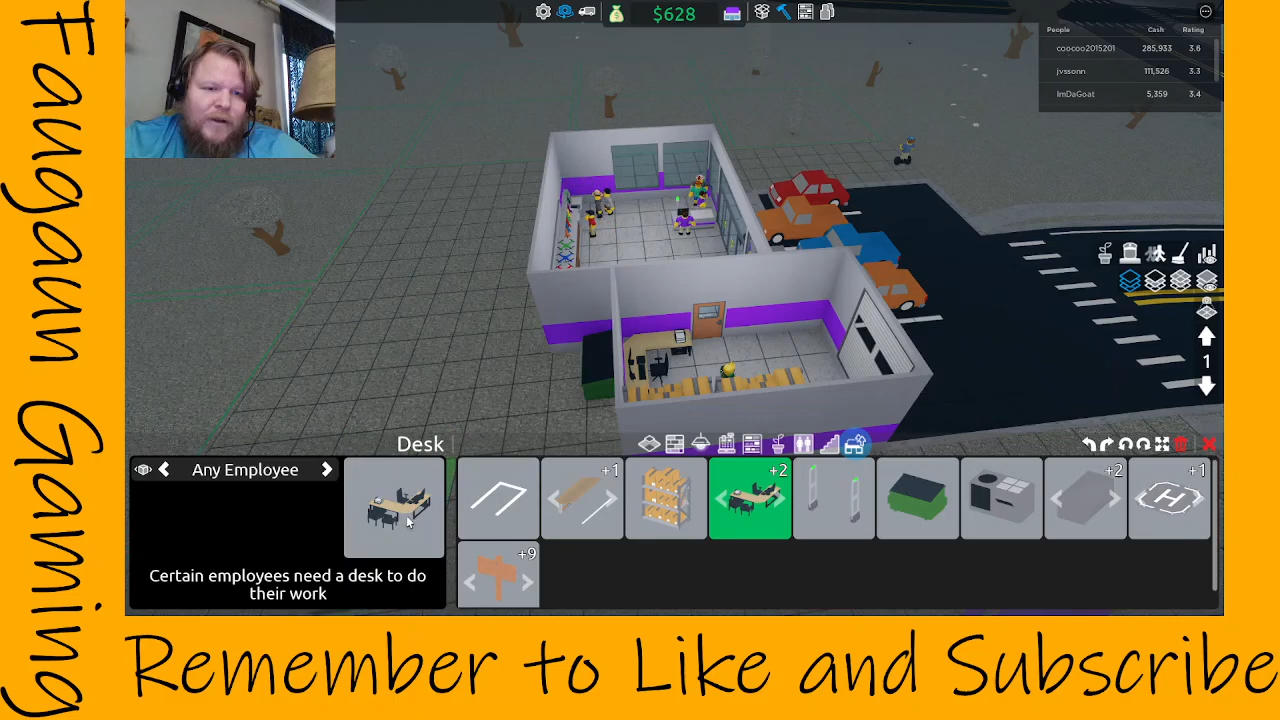 Faugaun Gaming
$628
People Cash Rating
coocoo2015201 285,933 3.6
jvssonn 111,526 3.3
ImDaGoat 5,359 3.4
1
Desk
Any Employee
+1
+2
+2
+1
H
+9
Certain employees need a desk to do
their work
Remember to Like and Subscribe